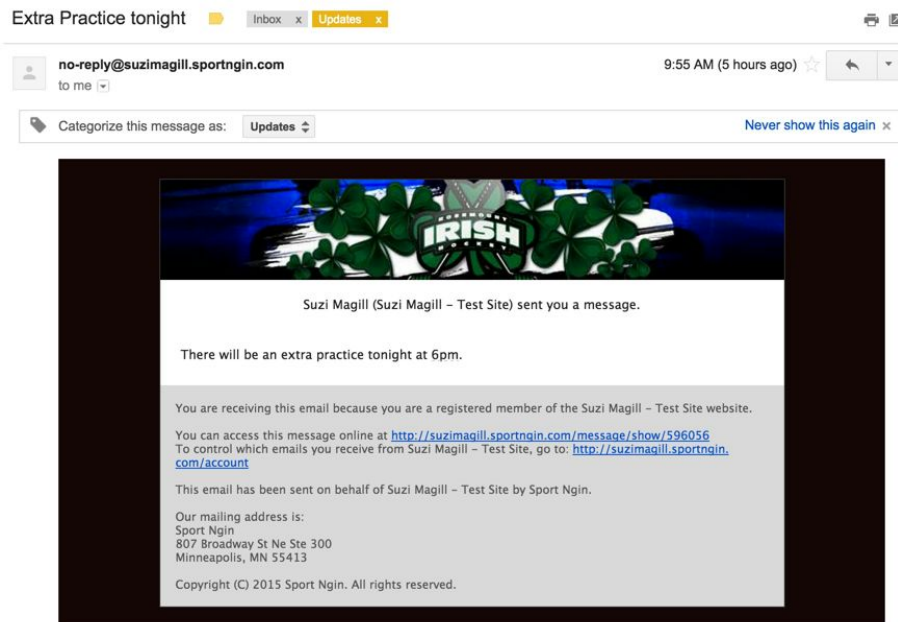 Extra Practice tonight
Inbox x Updates x
no-reply@suzimagill.sportngin.com
9:55 AM (5 hours ago)
to me
Categorize this message as: Updates
Never show this again x
ROSEMOUNT
IRISH
HOCKEY
Suzi Magill (Suzi Magill – Test Site) sent you a message.
There will be an extra practice tonight at 6pm.
You are receiving this email because you are a registered member of the Suzi Magill – Test Site website.
You can access this message online at http://suzimagill.sportngin.com/message/show/596056
To control which emails you receive from Suzi Magill – Test Site, go to: http://suzimagill.sportngin.
com/account
This email has been sent on behalf of Suzi Magill – Test Site by Sport Ngin.
Our mailing address is:
Sport Ngin
807 Broadway St Ne Ste 300
Minneapolis, MN 55413
Copyright (C) 2015 Sport Ngin. All rights reserved.